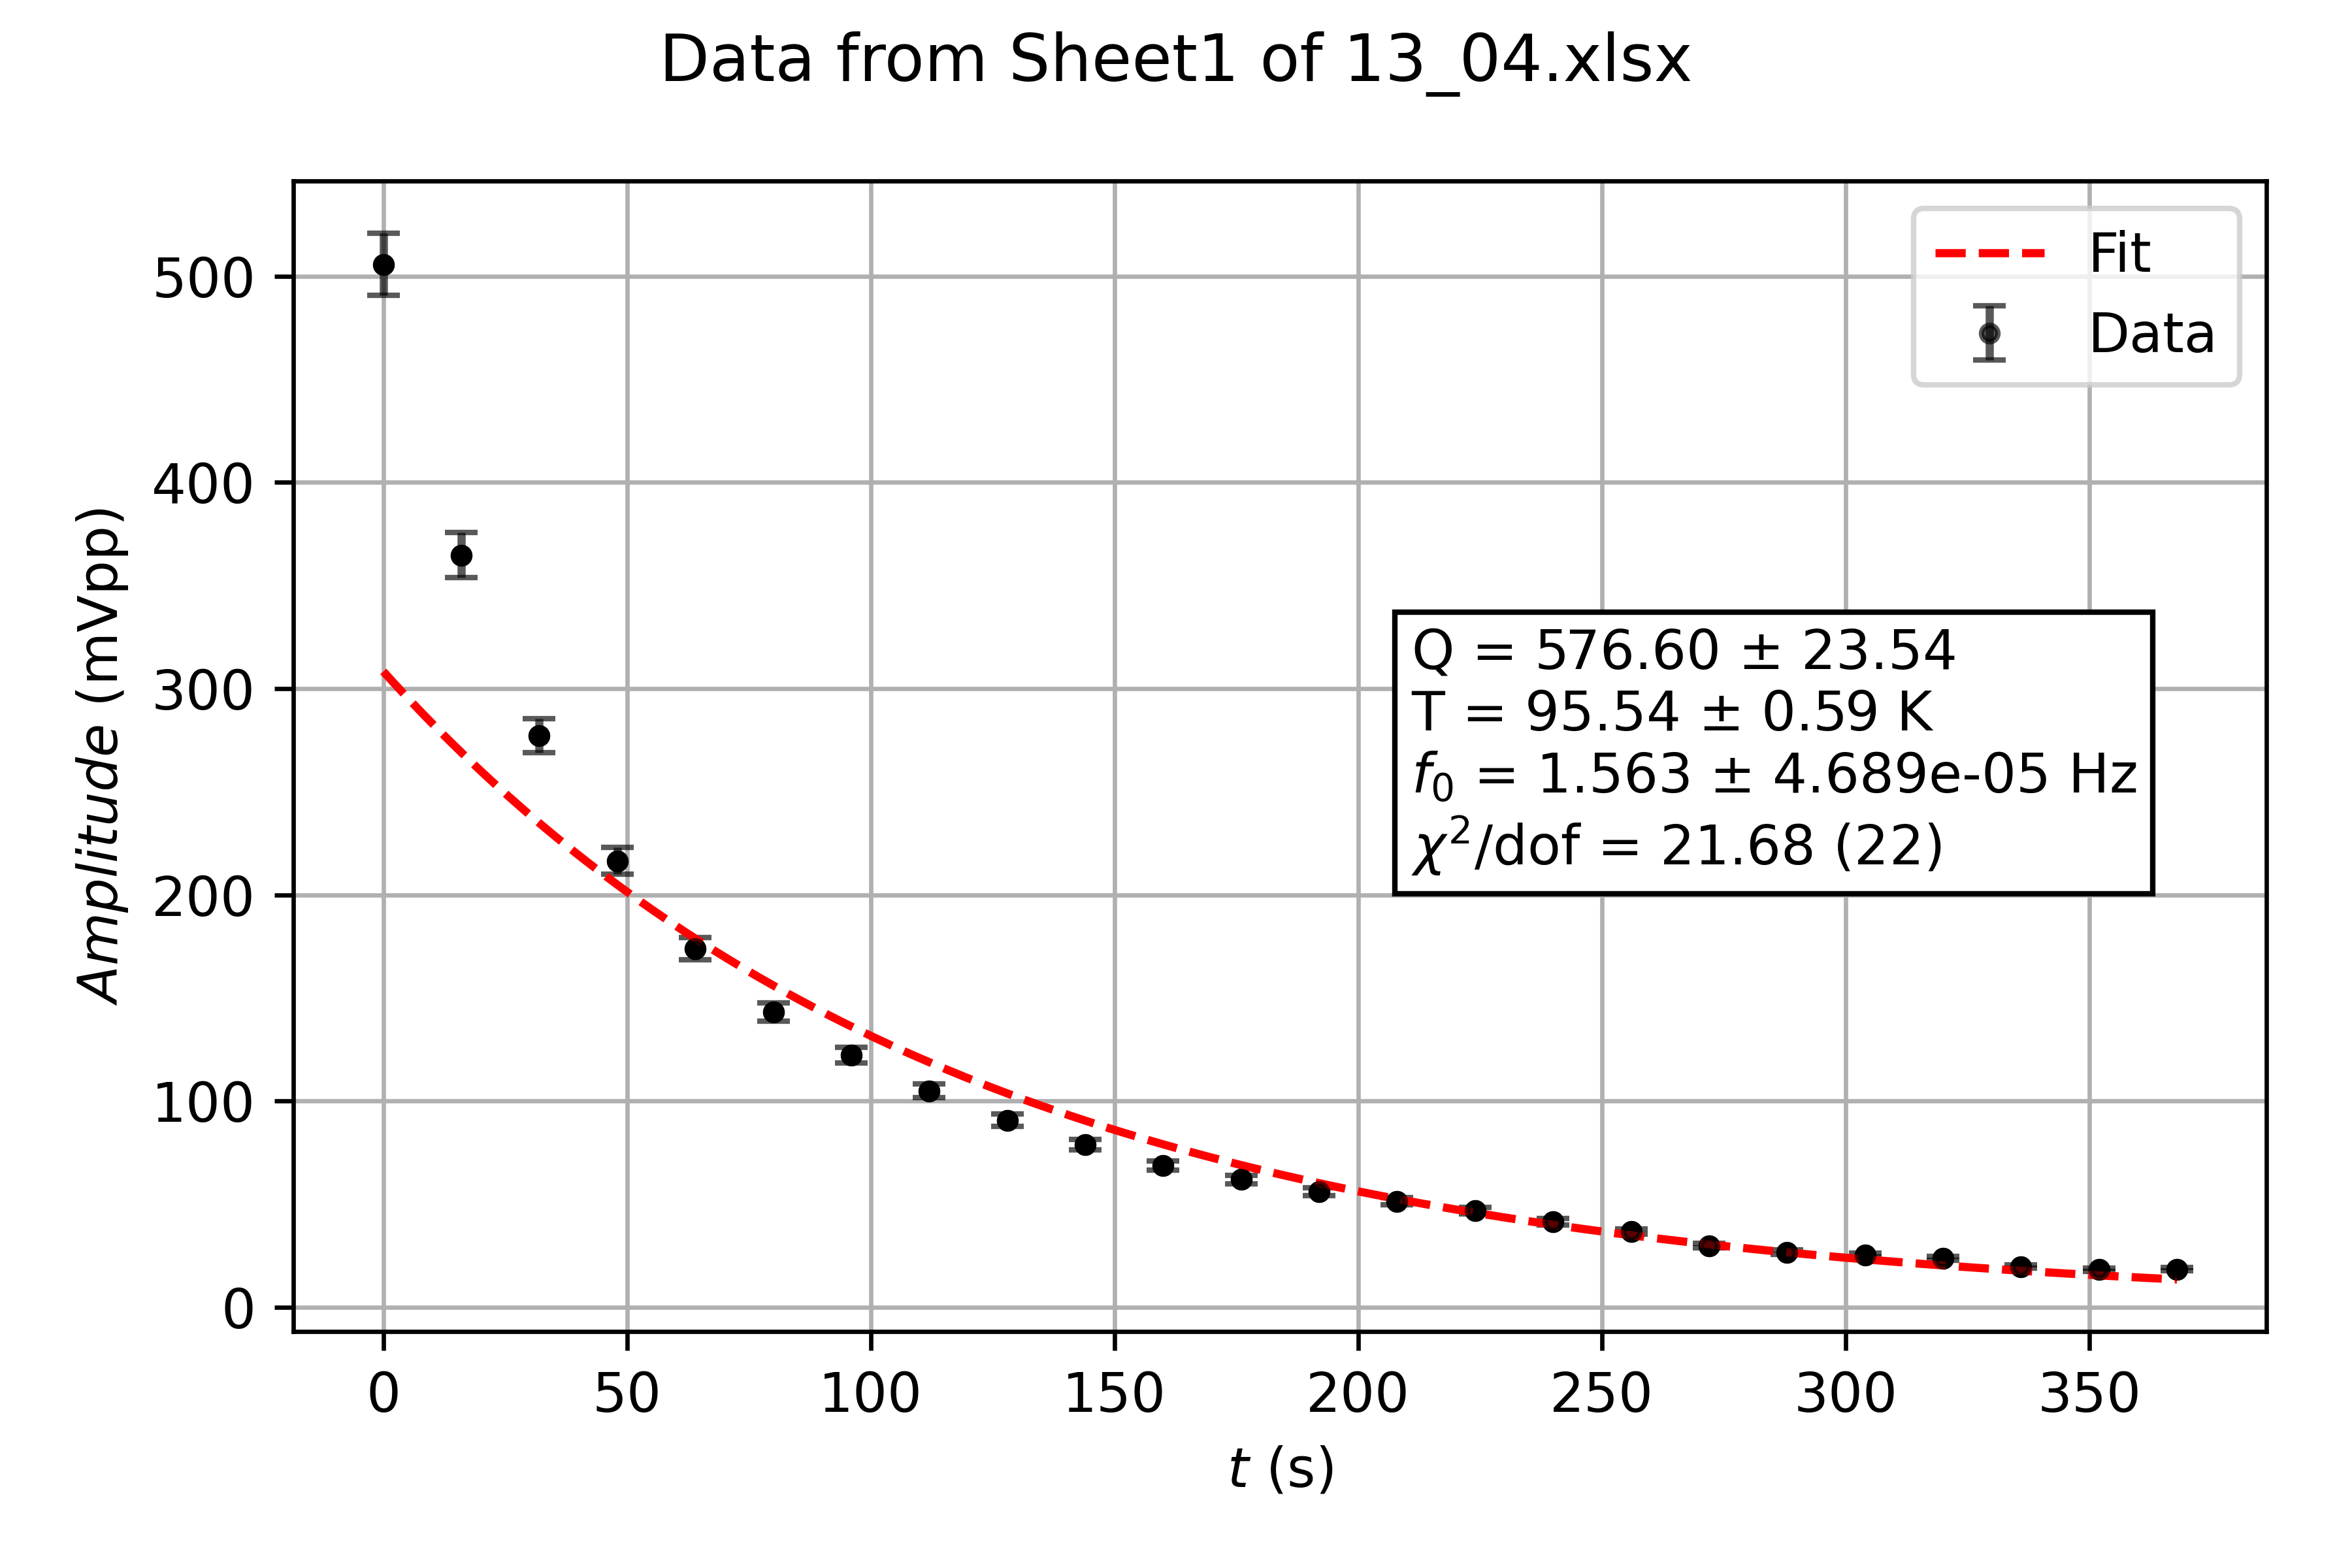 Data from Sheet1 of 13_04.xlsx
Amplitude (mVpp)
500
400
300
200
100
0
Fit
Data
Q = 576.60 ± 23.54
T = 95.54 ± 0.59 K
f₀ = 1.563 ± 4.689e-05 Hz
χ²/dof = 21.68 (22)
0 50 100 150 200 250 300 350
t (s)